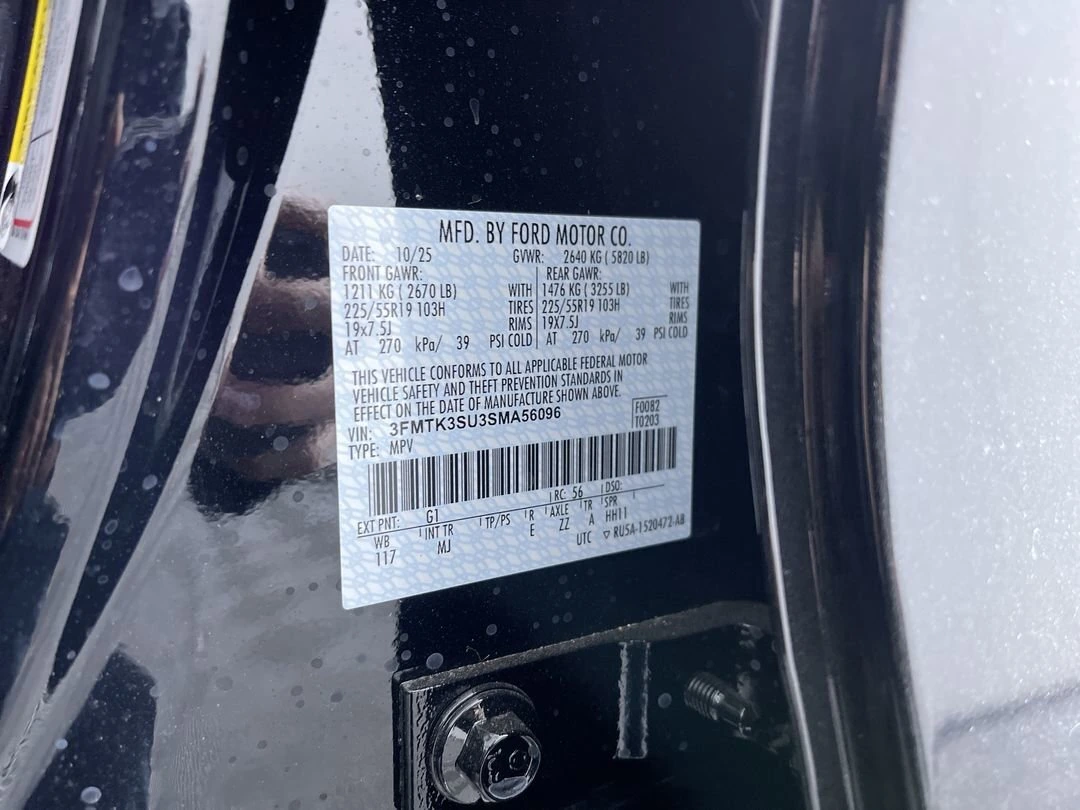 MFD. BY FORD MOTOR CO.
DATE: 10/25 GVWR: 2640 KG ( 5820 LB)
FRONT GAWR: REAR GAWR:
1211 KG ( 2670 LB) WITH 1476 KG ( 3255 LB) WITH
225/55R19 103H TIRES 225/55R19 103H TIRES
19x7.5J RIMS 19X7.5J RIMS
AT 270 kPa/ 39 PSI COLD AT 270 kPa/ 39 PSI COLD
THIS VEHICLE CONFORMS TO ALL APPLICABLE FEDERAL MOTOR
VEHICLE SAFETY AND THEFT PREVENTION STANDARDS IN
EFFECT ON THE DATE OF MANUFACTURE SHOWN ABOVE.
VIN: 3FMTK3SU3SMA56096 F0082
TYPE: MPV T0203
EXT PNT: G1 RC: 56 DSO:
WB INT TR TP/PS R AXLE TR SPR
117 MJ E ZZ A HH11
UTC ▽ RU5A-1520472-AB